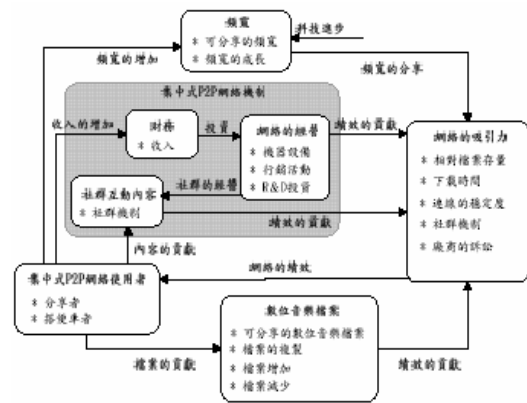 頻寬
* 可分享的頻寬
* 頻寬的成長
科技進步
頻寬的增加
頻寬的分享
集中式P2P網絡機制
收入的增加
財務
* 收入
投資
網絡的經營
* 機器設備
* 行銷活動
* R&D投資
績效的貢獻
網絡的吸引力
* 相對檔案存量
* 下載時間
* 連線的穩定度
* 社群機制
* 廠商的訴訟
社群的經營
社群互動內容
* 社群機制
績效的貢獻
內容的貢獻
網絡的績效
集中式P2P網絡使用者
* 分享者
* 搭便車者
數位音樂檔案
* 可分享的數位音樂檔案
* 檔案的複製
* 檔案增加
* 檔案減少
檔案的貢獻
績效的貢獻